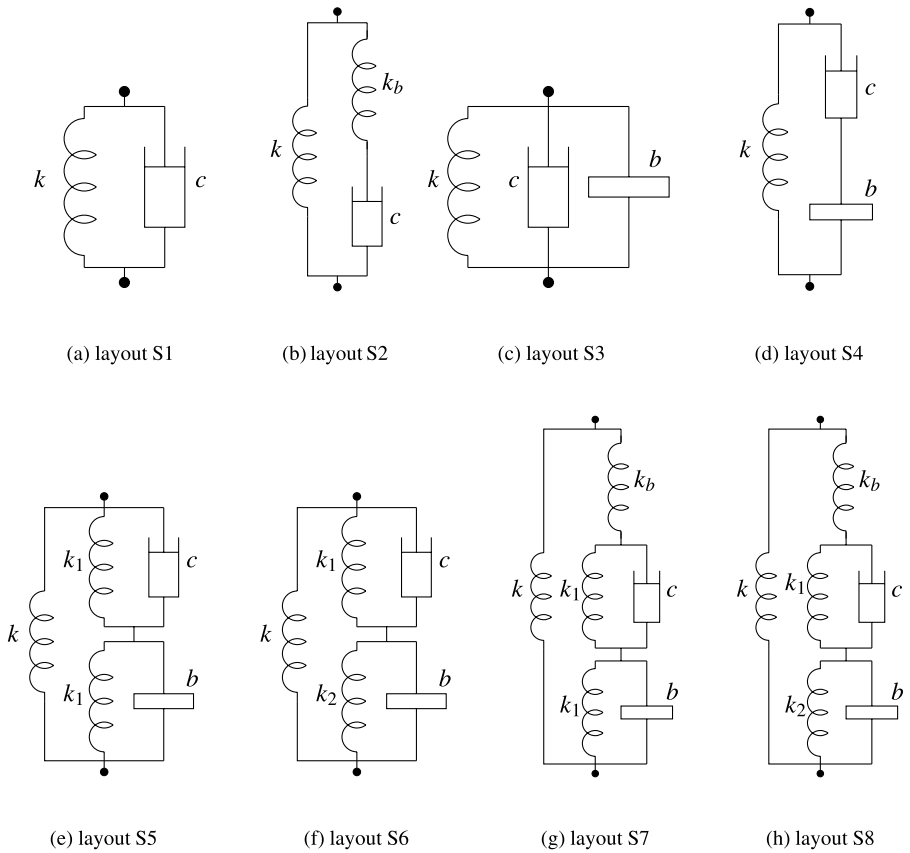 k
c
(a) layout S1
k
k_b
c
(b) layout S2
k
c
b
(c) layout S3
k
c
b
(d) layout S4
k
k_1
c
k_1
b
(e) layout S5
k
k_1
c
k_2
b
(f) layout S6
k
k_b
k_1
c
k_1
b
(g) layout S7
k
k_b
k_1
c
k_2
b
(h) layout S8